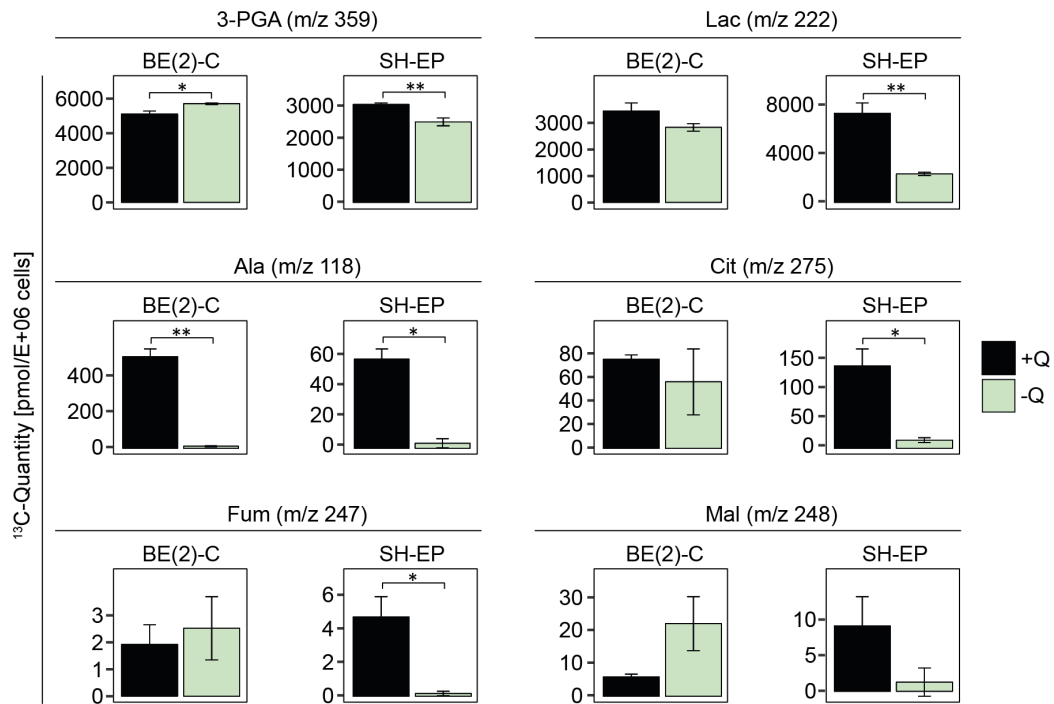 3-PGA (m/z 359)
BE(2)-C
SH-EP
6000
4000
2000
0
*
3000
2000
1000
0
**
Lac (m/z 222)
BE(2)-C
SH-EP
3000
2000
1000
0
8000
4000
0
**
Ala (m/z 118)
BE(2)-C
SH-EP
400
200
0
**
60
40
20
0
*
Cit (m/z 275)
BE(2)-C
SH-EP
80
60
40
20
0
150
100
50
0
*
Fum (m/z 247)
BE(2)-C
SH-EP
3
2
1
0
6
4
2
0
*
Mal (m/z 248)
BE(2)-C
SH-EP
30
20
10
0
10
5
0
¹³C-Quantity [pmol/E+06 cells]
+Q
-Q